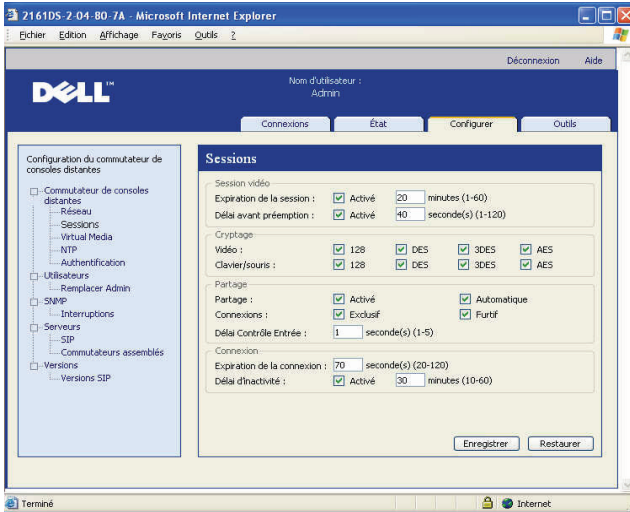 2161DS-2-04-80-7A - Microsoft Internet Explorer
Fichier Edition Affichage Favoris Outils ?
Déconnexion Aide
DELL™
Nom d'utilisateur :
Admin
Connexions État Configurer Outils
Configuration du commutateur de
consoles distantes
Commutateur de consoles
distantes
Réseau
Sessions
Virtual Media
NTP
Authentification
Utilisateurs
Remplacer Admin
SNMP
Interruptions
Serveurs
SIP
Commutateurs assemblés
Versions
Versions SIP
Sessions
Session vidéo
Expiration de la session : Activé 20 minutes (1-60)
Délai avant préemption : Activé 40 seconde(s) (1-120)
Cryptage
Vidéo : 128 DES 3DES AES
Clavier/souris : 128 DES 3DES AES
Partage
Partage : Activé Automatique
Connexions : Exclusif Furtif
Délai Contrôle Entrée : 1 seconde(s) (1-5)
Connexion
Expiration de la connexion : 70 seconde(s) (20-120)
Délai d'inactivité : Activé 30 minutes (10-60)
Enregistrer Restaurer
Terminé Internet